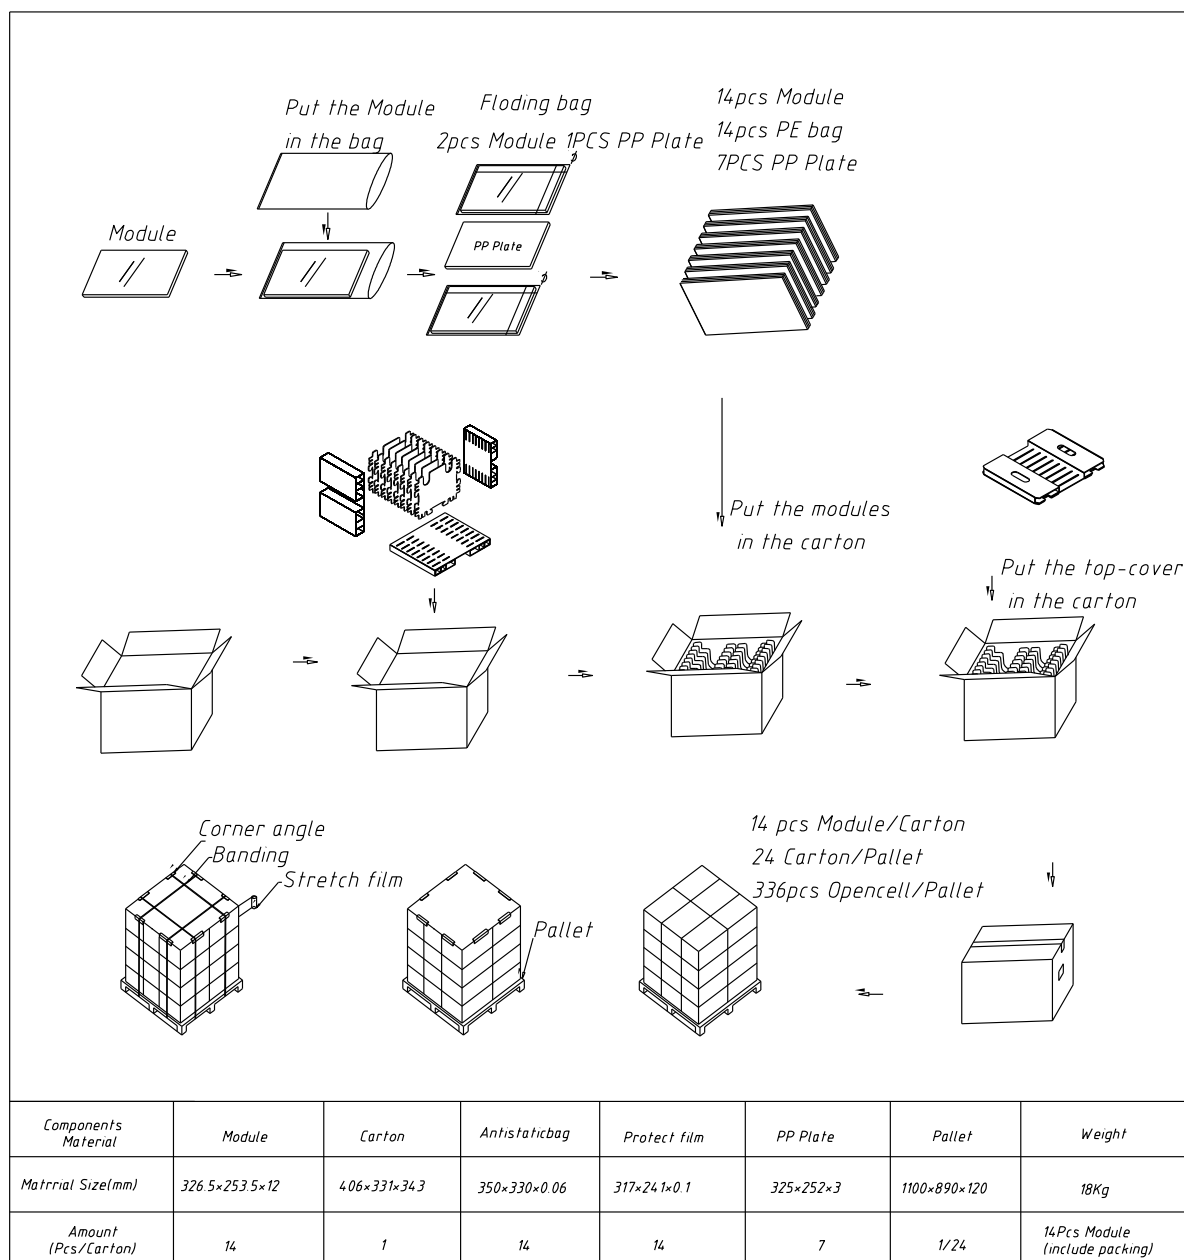 Put the Module
in the bag
Floding bag
2pcs Module 1PCS PP Plate
14pcs Module
14pcs PE bag
7PCS PP Plate
Module
PP Plate
Put the modules
in the carton
Put the top-cover
in the carton
Corner angle
Banding
Stretch film
Pallet
14 pcs Module/Carton
24 Carton/Pallet
336pcs Opencell/Pallet
Components
Material
Module
Carton
Antistaticbag
Protect film
PP Plate
Pallet
Weight
Matrrial Size(mm)
326.5×253.5×12
406×331×343
350×330×0.06
317×241×0.1
325×252×3
1100×890×120
18Kg
Amount
(Pcs/Carton)
14
1
14
14
7
1/24
14Pcs Module
(include packing)